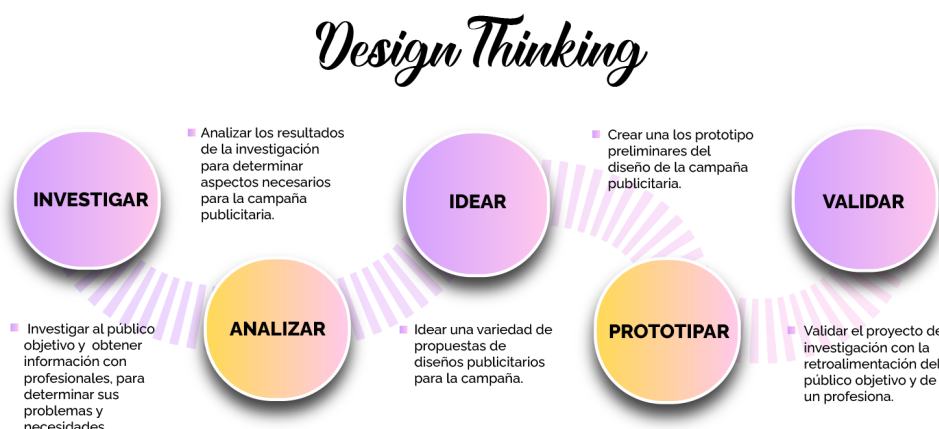 Design Thinking
INVESTIGAR
Investigar al público
objetivo y obtener
información con
profesionales, para
determinar sus
problemas y
necesidades
ANALIZAR
Analizar los resultados
de la investigación
para determinar
aspectos necesarios
para la campaña
publicitaria.
IDEAR
Idear una variedad de
propuestas de
diseños publicitarios
para la campaña.
PROTOTIPAR
Crear una los prototipo
preliminares del
diseño de la campaña
publicitaria.
VALIDAR
Validar el proyecto de
investigación con la
retroalimentación del
público objetivo y de
un profesiona.